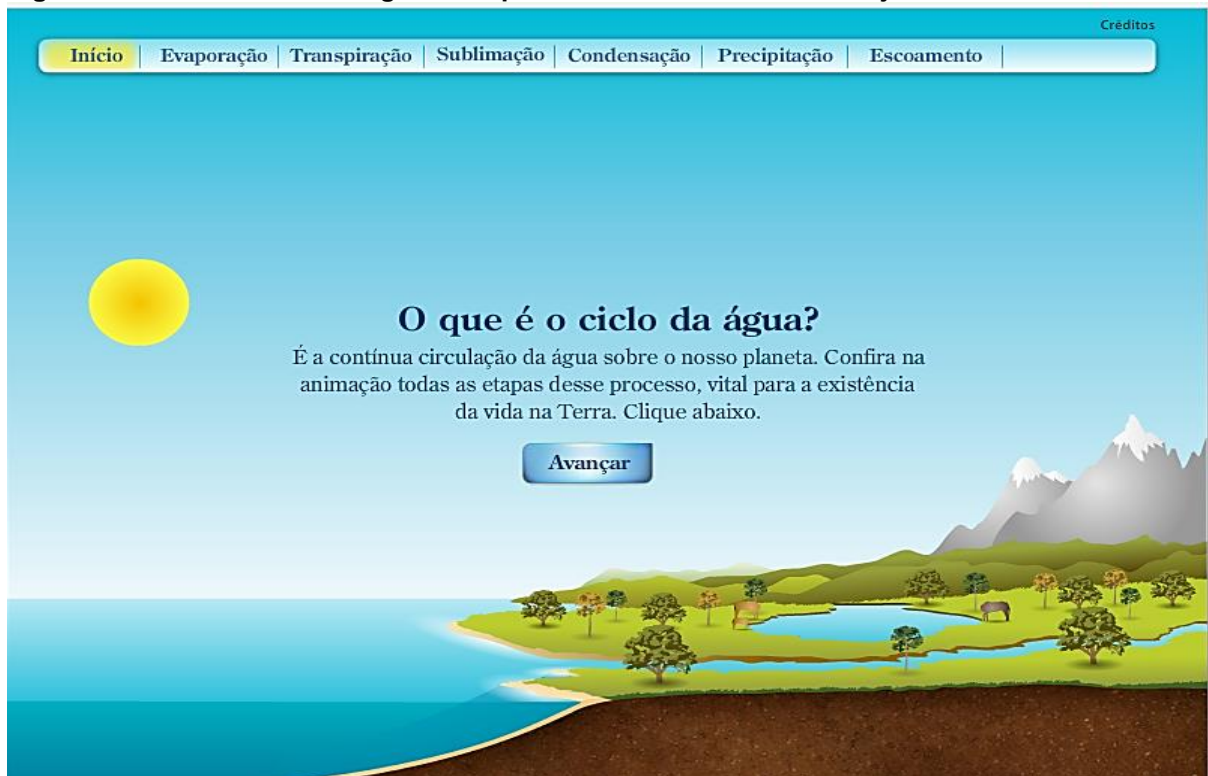 Créditos
Início Evaporação Transpiração Sublimação Condensação Precipitação Escoamento
O que é o ciclo da água?
É a contínua circulação da água sobre o nosso planeta. Confira na
animação todas as etapas desse processo, vital para a existência
da vida na Terra. Clique abaixo.
Avançar